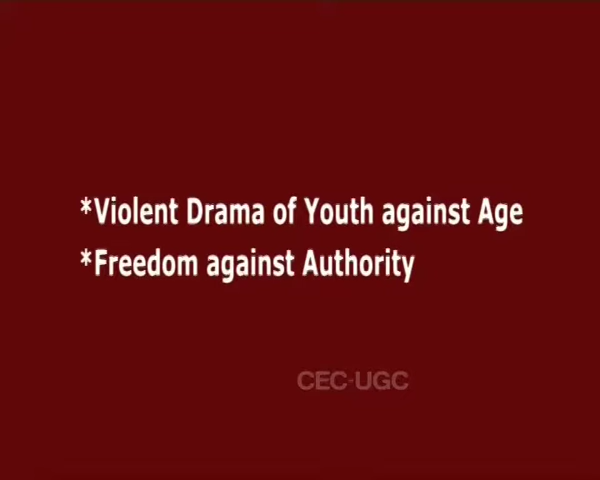 *Violent Drama of Youth against Age
*Freedom against Authority
CEC-UGC